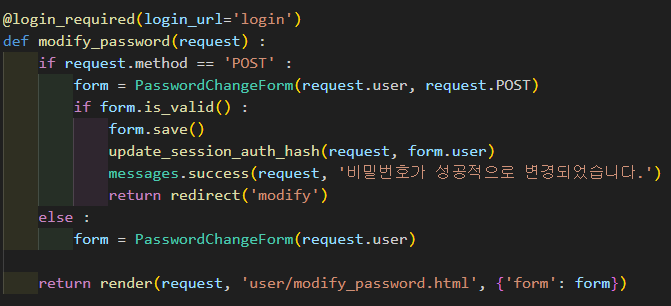 @login_required(login_url='login')
def modify_password(request) :
    if request.method == 'POST' :
        form = PasswordChangeForm(request.user, request.POST)
        if form.is_valid() :
            form.save()
            update_session_auth_hash(request, form.user)
            messages.success(request, '비밀번호가 성공적으로 변경되었습니다.')
            return redirect('modify')
    else :
        form = PasswordChangeForm(request.user)

    return render(request, 'user/modify_password.html', {'form': form})